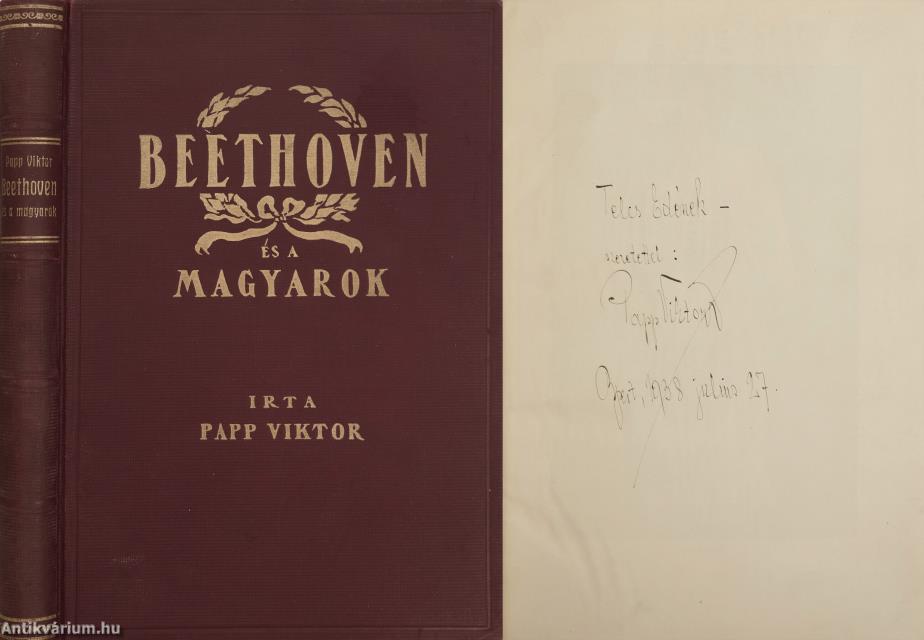 Papp Viktor
Beethoven
és a magyarok
BEETHOVEN
ÉS A
MAGYAROK
IRTA
PAPP VIKTOR
Telcs Edének –
szeretettel :
Papp Viktor
Bpest, 1938 július 27.
Antikvárium.hu